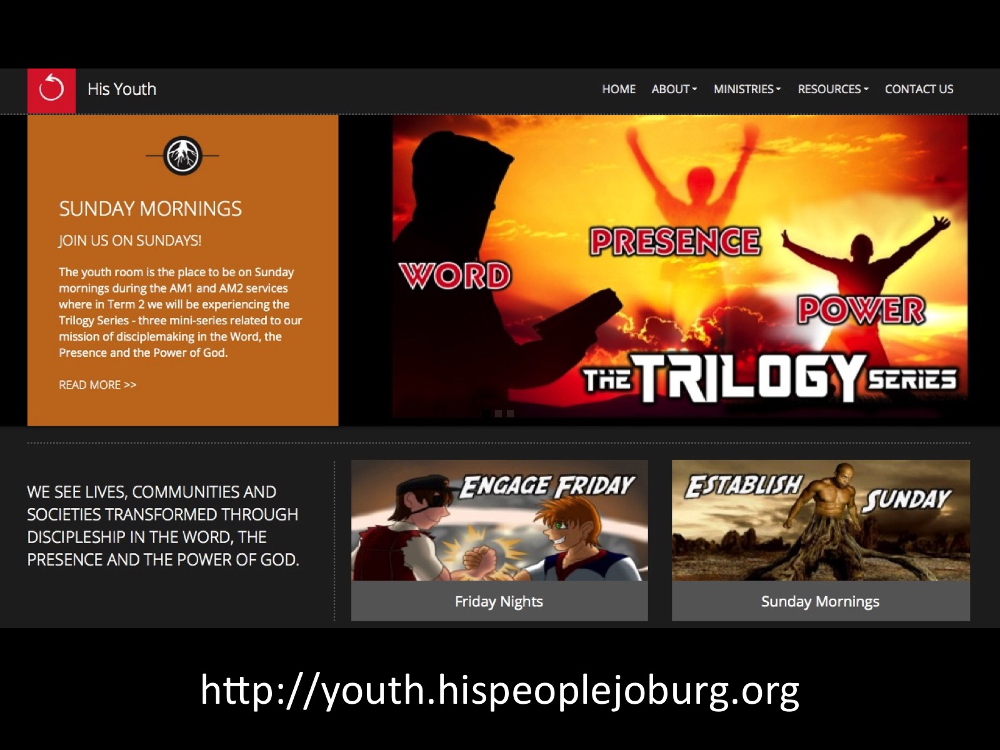 His Youth
HOME ABOUT MINISTRIES RESOURCES CONTACT US
SUNDAY MORNINGS
JOIN US ON SUNDAYS!
The youth room is the place to be on Sunday
mornings during the AM1 and AM2 services
where in Term 2 we will be experiencing the
Trilogy Series - three mini-series related to our
mission of disciplemaking in the Word, the
Presence and the Power of God.
READ MORE >>
WORD
PRESENCE
POWER
THE TRILOGY SERIES
WE SEE LIVES, COMMUNITIES AND
SOCIETIES TRANSFORMED THROUGH
DISCIPLESHIP IN THE WORD, THE
PRESENCE AND THE POWER OF GOD.
ENGAGE FRIDAY
Friday Nights
ESTABLISH SUNDAY
Sunday Mornings
http://youth.hispeoplejoburg.org